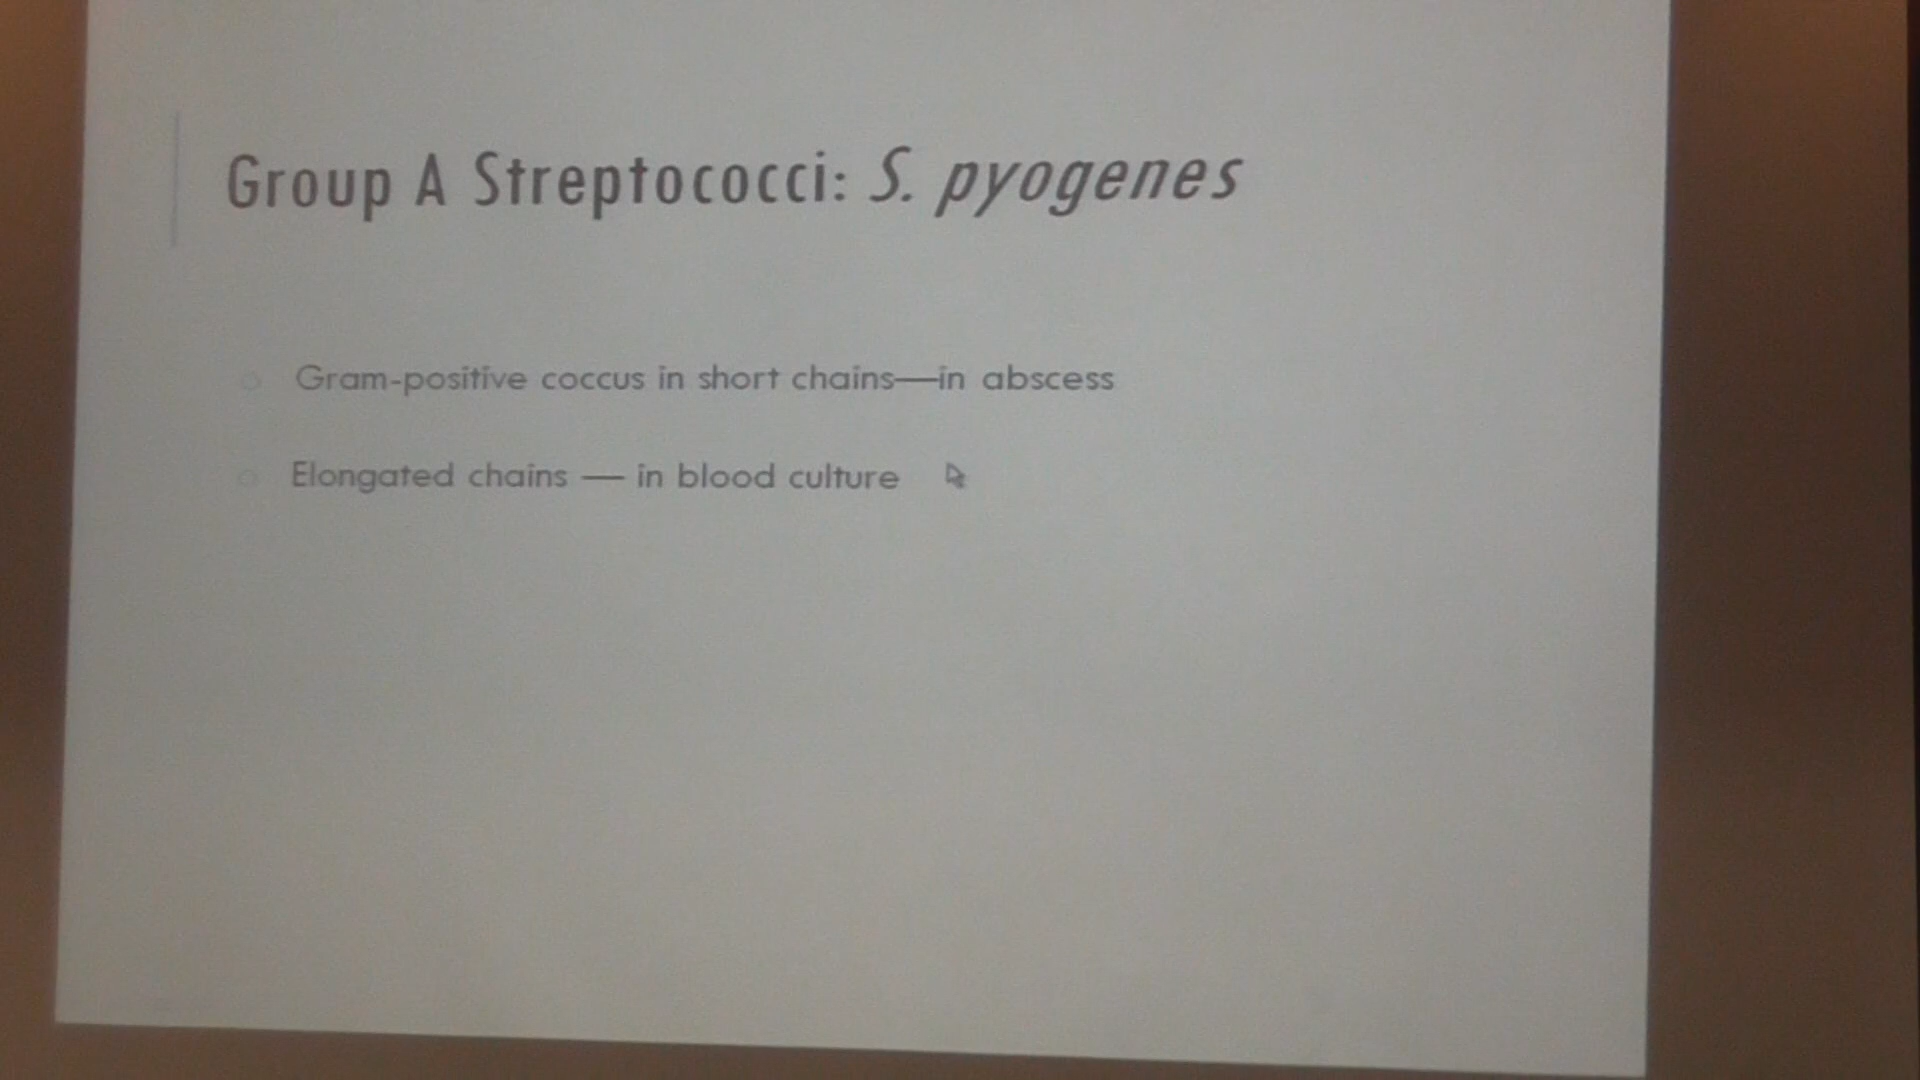 Group A Streptococci: S. pyogenes
Gram-positive coccus in short chains—in abscess
Elongated chains — in blood culture